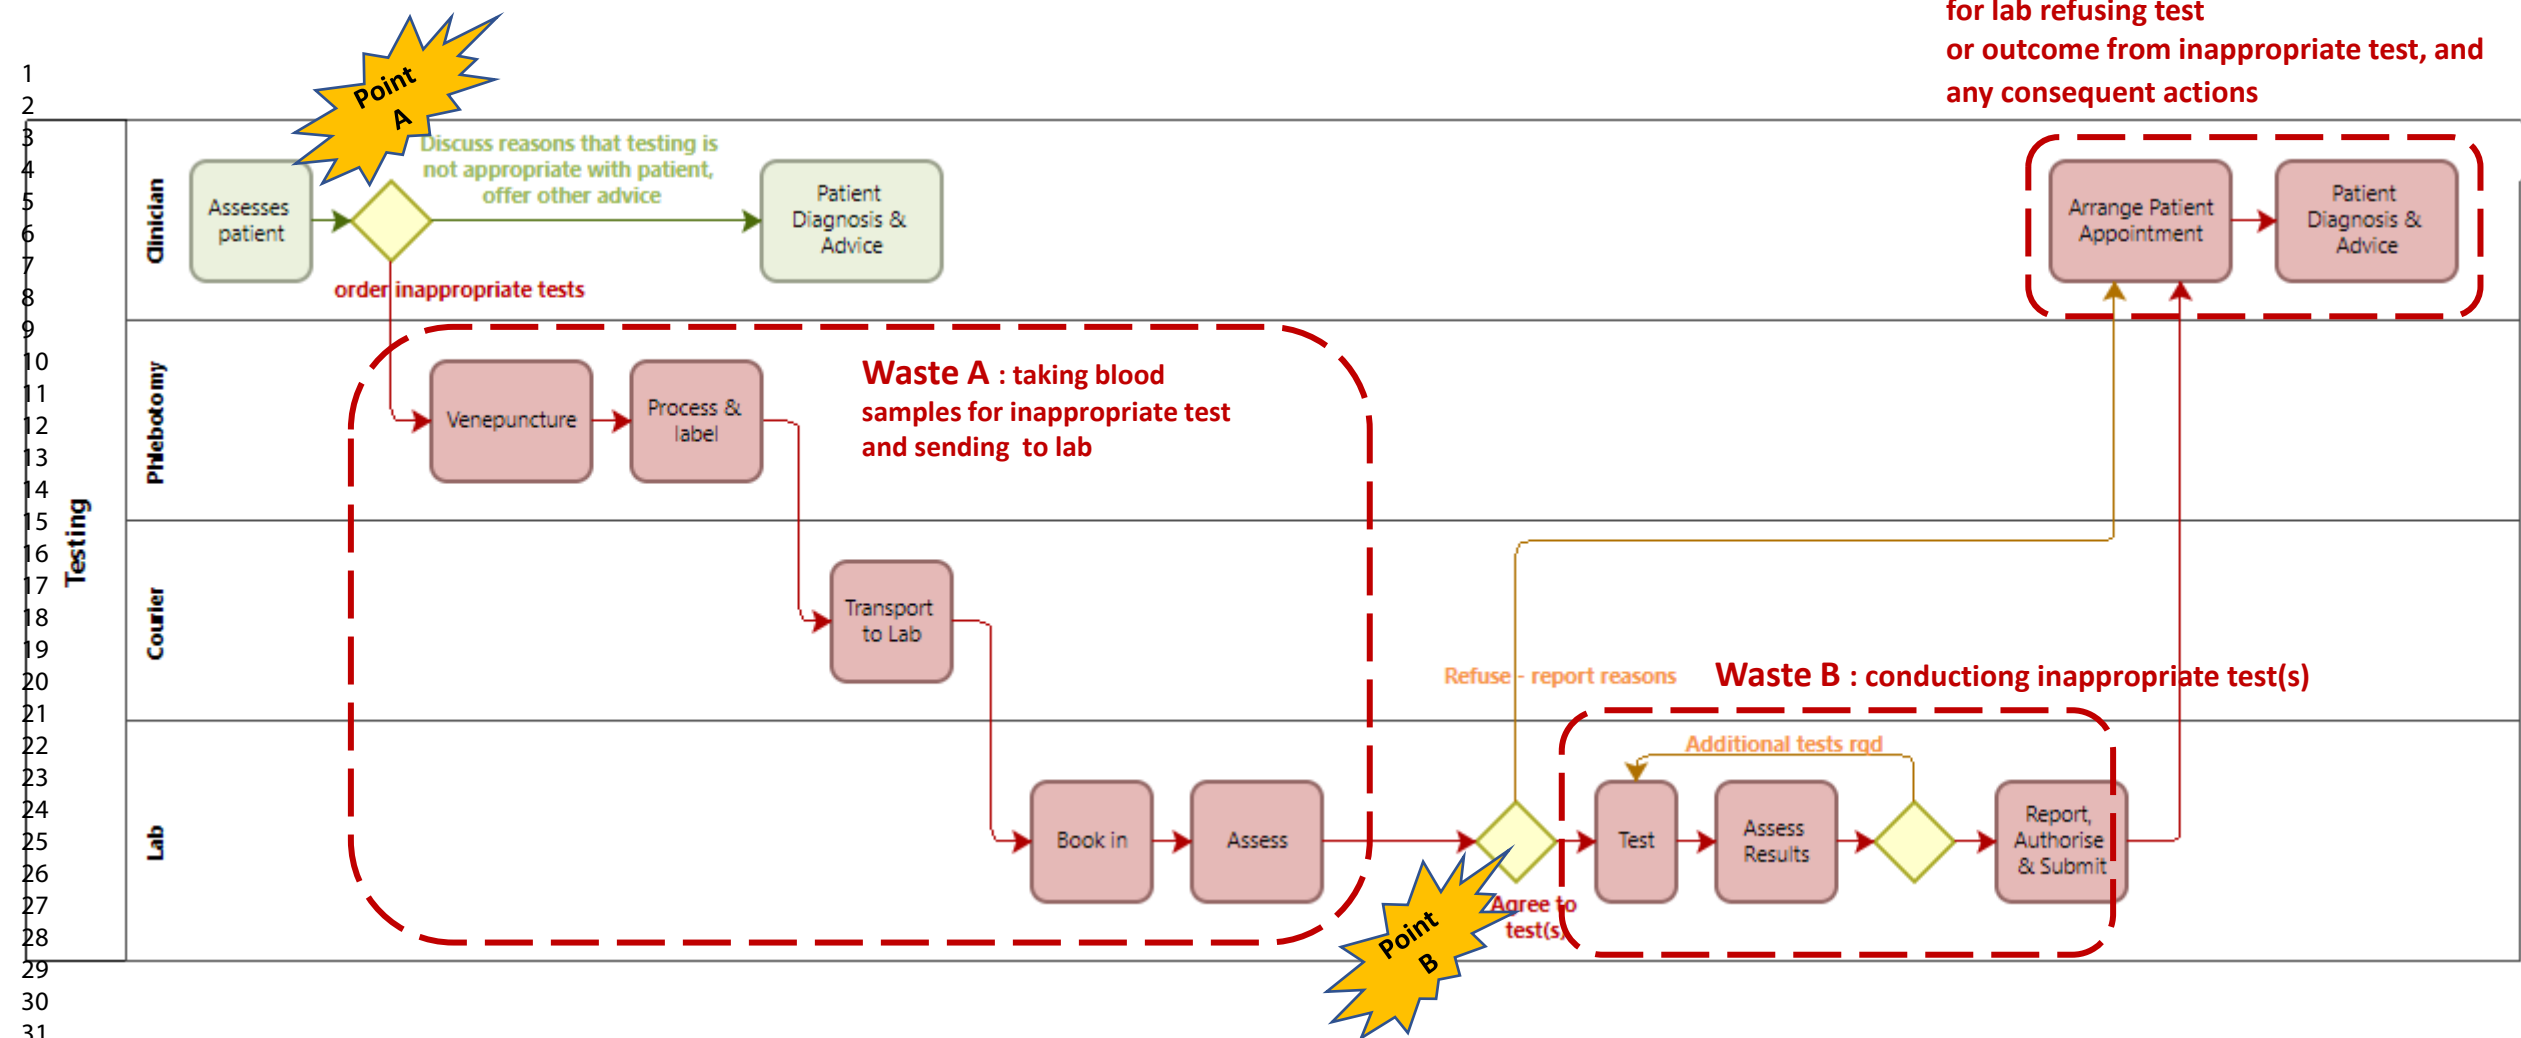 for lab refusing test
or outcome from inappropriate test, and
any consequent actions
1
2
3
4
5
6
7
8
9
10
11
12
13
14
15
16
17
18
19
20
21
22
23
24
25
26
27
28
29
30
31
Testing
Clinician
Phlebotomy
Courier
Lab
Point
A
Discuss reasons that testing is
not appropriate with patient,
offer other advice
Assesses
patient
Patient
Diagnosis &
Advice
order inappropriate tests
Arrange Patient
Appointment
Patient
Diagnosis &
Advice
Venepuncture
Process &
label
Waste A : taking blood
samples for inappropriate test
and sending to lab
Transport
to Lab
Refuse - report reasons
Waste B : conductiong inappropriate test(s)
Additional tests rqd
Book in
Assess
Test
Assess
Results
Report,
Authorise
& Submit
Agree to
test(s)
Point
B